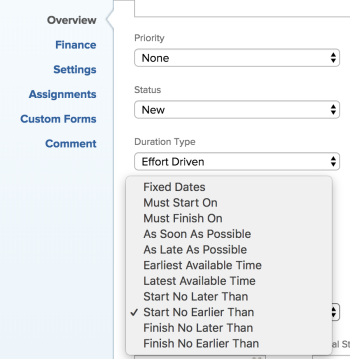 Overview
Finance
Settings
Assignments
Custom Forms
Comment
Priority
None
Status
New
Duration Type
Effort Driven
Fixed Dates
Must Start On
Must Finish On
As Soon As Possible
As Late As Possible
Earliest Available Time
Latest Available Time
Start No Later Than
✓ Start No Earlier Than
Finish No Later Than
Finish No Earlier Than
al St